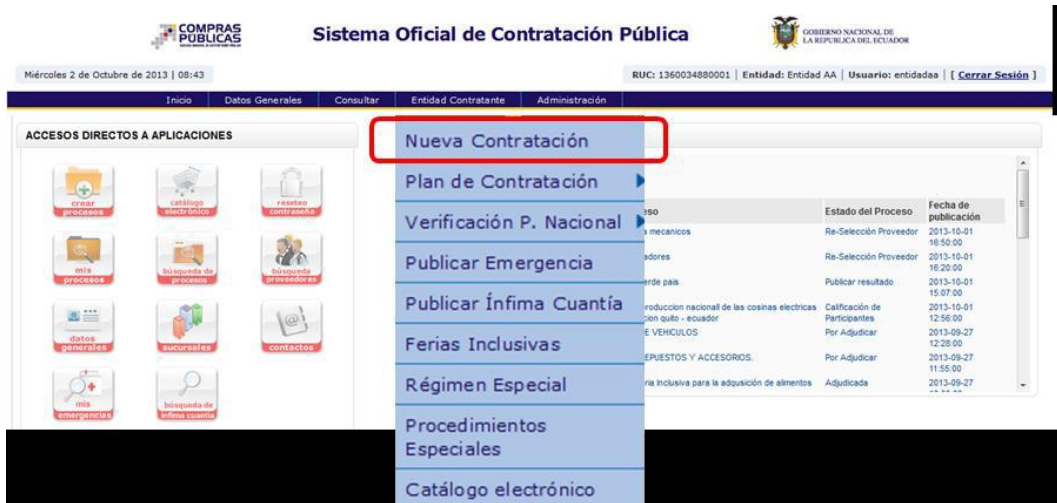 COMPRAS
PÚBLICAS
Sistema Oficial de Contratación Pública
GOBIERNO NACIONAL DE
LA REPUBLICA DEL ECUADOR
Miércoles 2 de Octubre de 2013 | 08:43
RUC: 1360034880001 | Entidad: Entidad AA | Usuario: entidadaa | [ Cerrar Sesión ]
Inicio Datos Generales Consultar Entidad Contratante Administración
ACCESOS DIRECTOS A APLICACIONES
crear
procesos
catálogo
electrónico
reseteo
contraseña
mis
procesos
búsqueda de
procesos
búsqueda
proveedores
datos
generales
sucursales
contactos
mis
emergencias
búsqueda de
ínfima cuantía
Nueva Contratación
Plan de Contratación
Verificación P. Nacional
Publicar Emergencia
Publicar Ínfima Cuantía
Ferias Inclusivas
Régimen Especial
Procedimientos
Especiales
Catálogo electrónico
eso Estado del Proceso Fecha de
publicación
a mecanicos Re-Selección Proveedor 2013-10-01
16:50:00
adores Re-Selección Proveedor 2013-10-01
16:20:00
erde pais Publicar resultado 2013-10-01
15:07:00
produccion nacionall de las cosinas electricas Calificación de 2013-10-01
cion quito - ecuador Participantes 12:56:00
E VEHICULOS Por Adjudicar 2013-09-27
12:28:00
EPUESTOS Y ACCESORIOS. Por Adjudicar 2013-09-27
11:55:00
ria Inclusiva para la adqusición de alimentos Adjudicada 2013-09-27